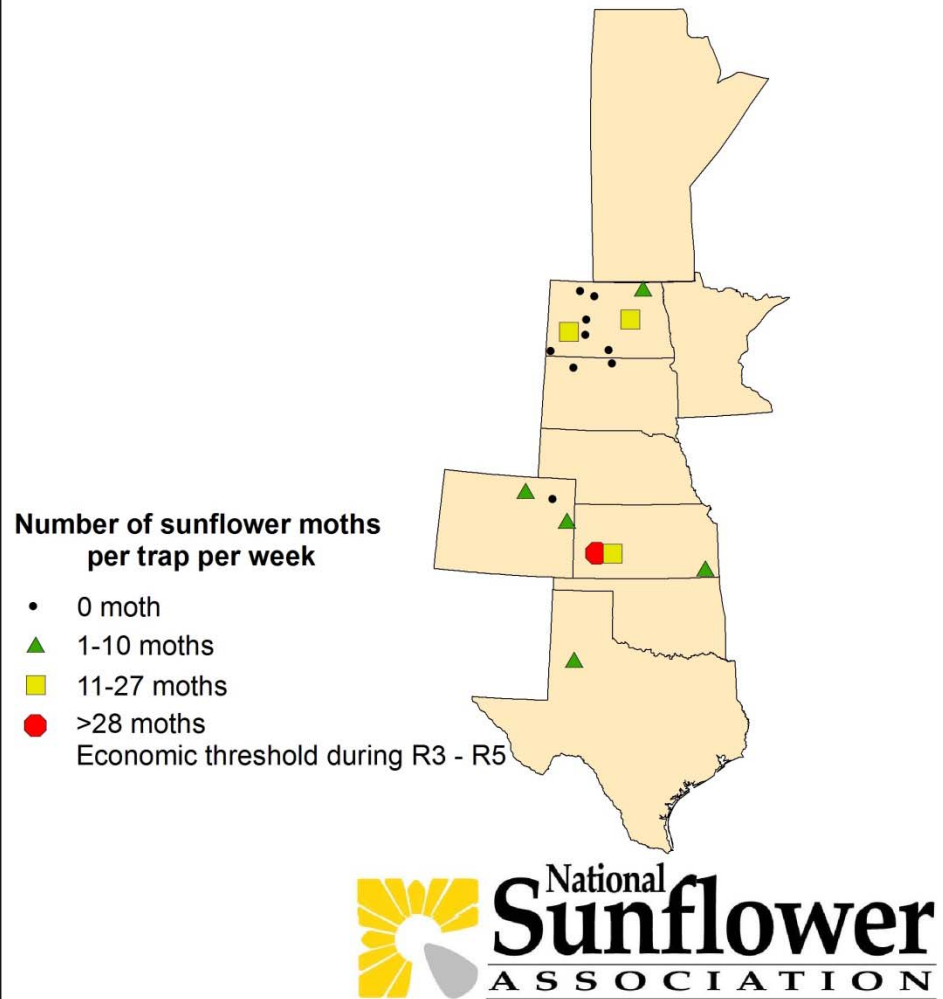 Number of sunflower moths
per trap per week
0 moth
1-10 moths
11-27 moths
>28 moths
Economic threshold during R3 - R5
National
Sunflower
ASSOCIATION